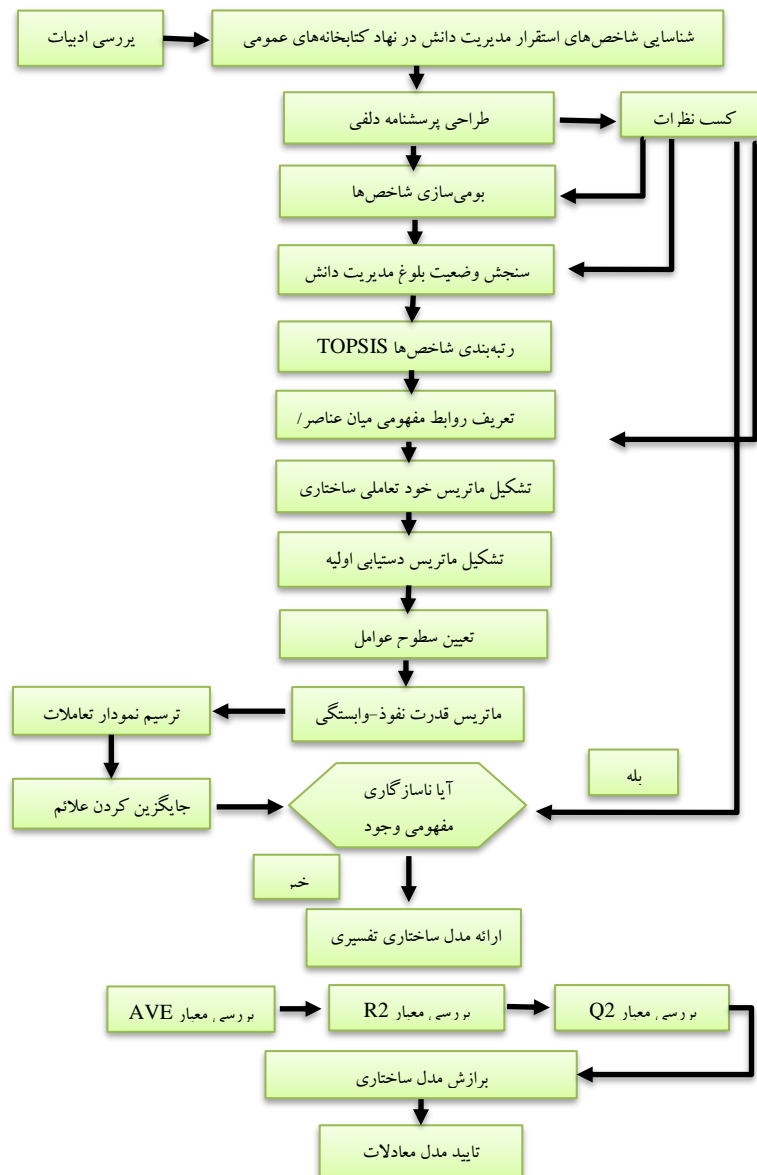 بررسی ادبیات
شناسایی شاخص‌های استقرار مدیریت دانش در نهاد کتابخانه‌های عمومی
طراحی پرسشنامه دلفی
کسب نظرات
بومی‌سازی شاخص‌ها
سنجش وضعیت بلوغ مدیریت دانش
رتبه‌بندی شاخص‌ها TOPSIS
تعریف روابط مفهومی میان عناصر/
تشکیل ماتریس خود تعاملی ساختاری
تشکیل ماتریس دستیابی اولیه
تعیین سطوح عوامل
ماتریس قدرت نفوذ-وابستگی
ترسیم نمودار تعاملات
جایگزین کردن علائم
آیا ناسازگاری
مفهومی وجود
بله
خیر
ارائه مدل ساختاری تفسیری
بررسی معیار AVE
بررسی معیار R2
بررسی معیار Q2
برازش مدل ساختاری
تایید مدل معادلات